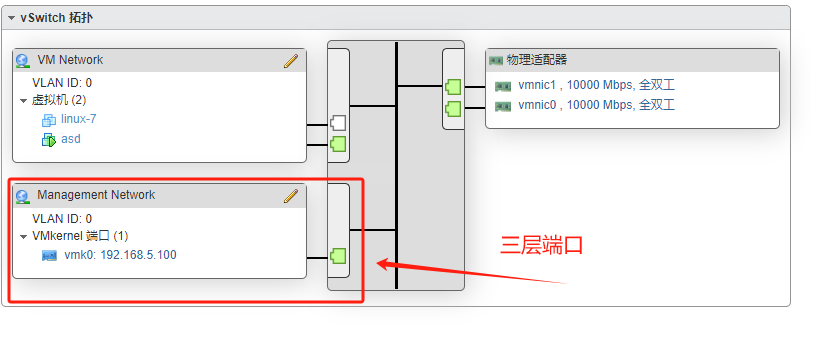 vSwitch 拓扑
VM Network
VLAN ID: 0
虚拟机 (2)
linux-7
asd
物理适配器
vmnic1 , 10000 Mbps, 全双工
vmnic0 , 10000 Mbps, 全双工
Management Network
VLAN ID: 0
VMkernel 端口 (1)
vmk0: 192.168.5.100
三层端口